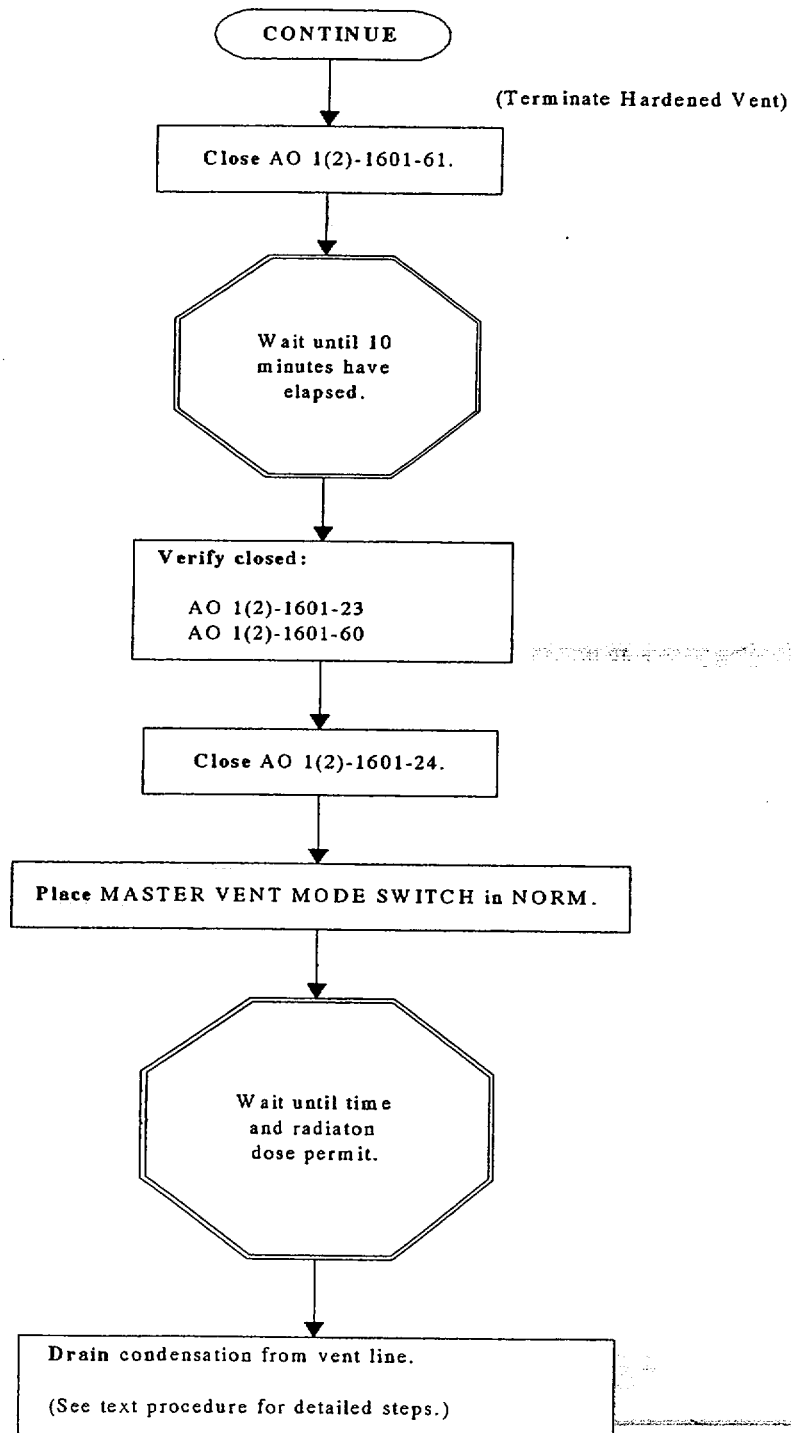 CONTINUE
(Terminate Hardened Vent)
Close AO 1(2)-1601-61.
Wait until 10
minutes have
elapsed.
Verify closed:
AO 1(2)-1601-23
AO 1(2)-1601-60
Close AO 1(2)-1601-24.
Place MASTER VENT MODE SWITCH in NORM.
Wait until time
and radiaton
dose permit.
Drain condensation from vent line.
(See text procedure for detailed steps.)